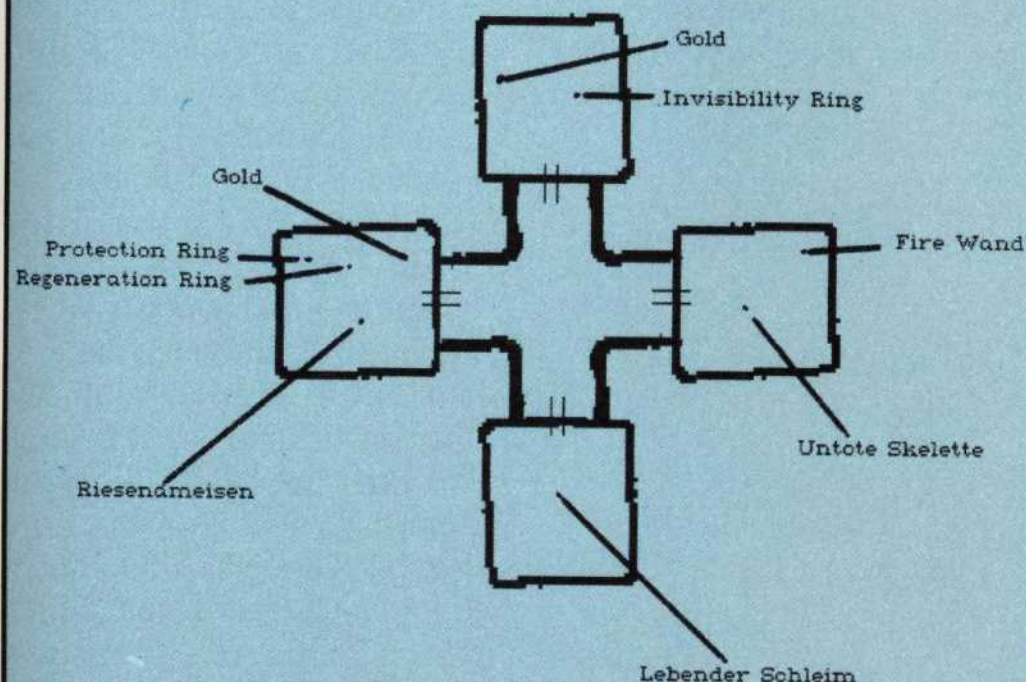 Gold
Invisibility Ring
Gold
Protection Ring
Regeneration Ring
Fire Wand
Untote Skelette
Riesenameisen
Lebender Schleim